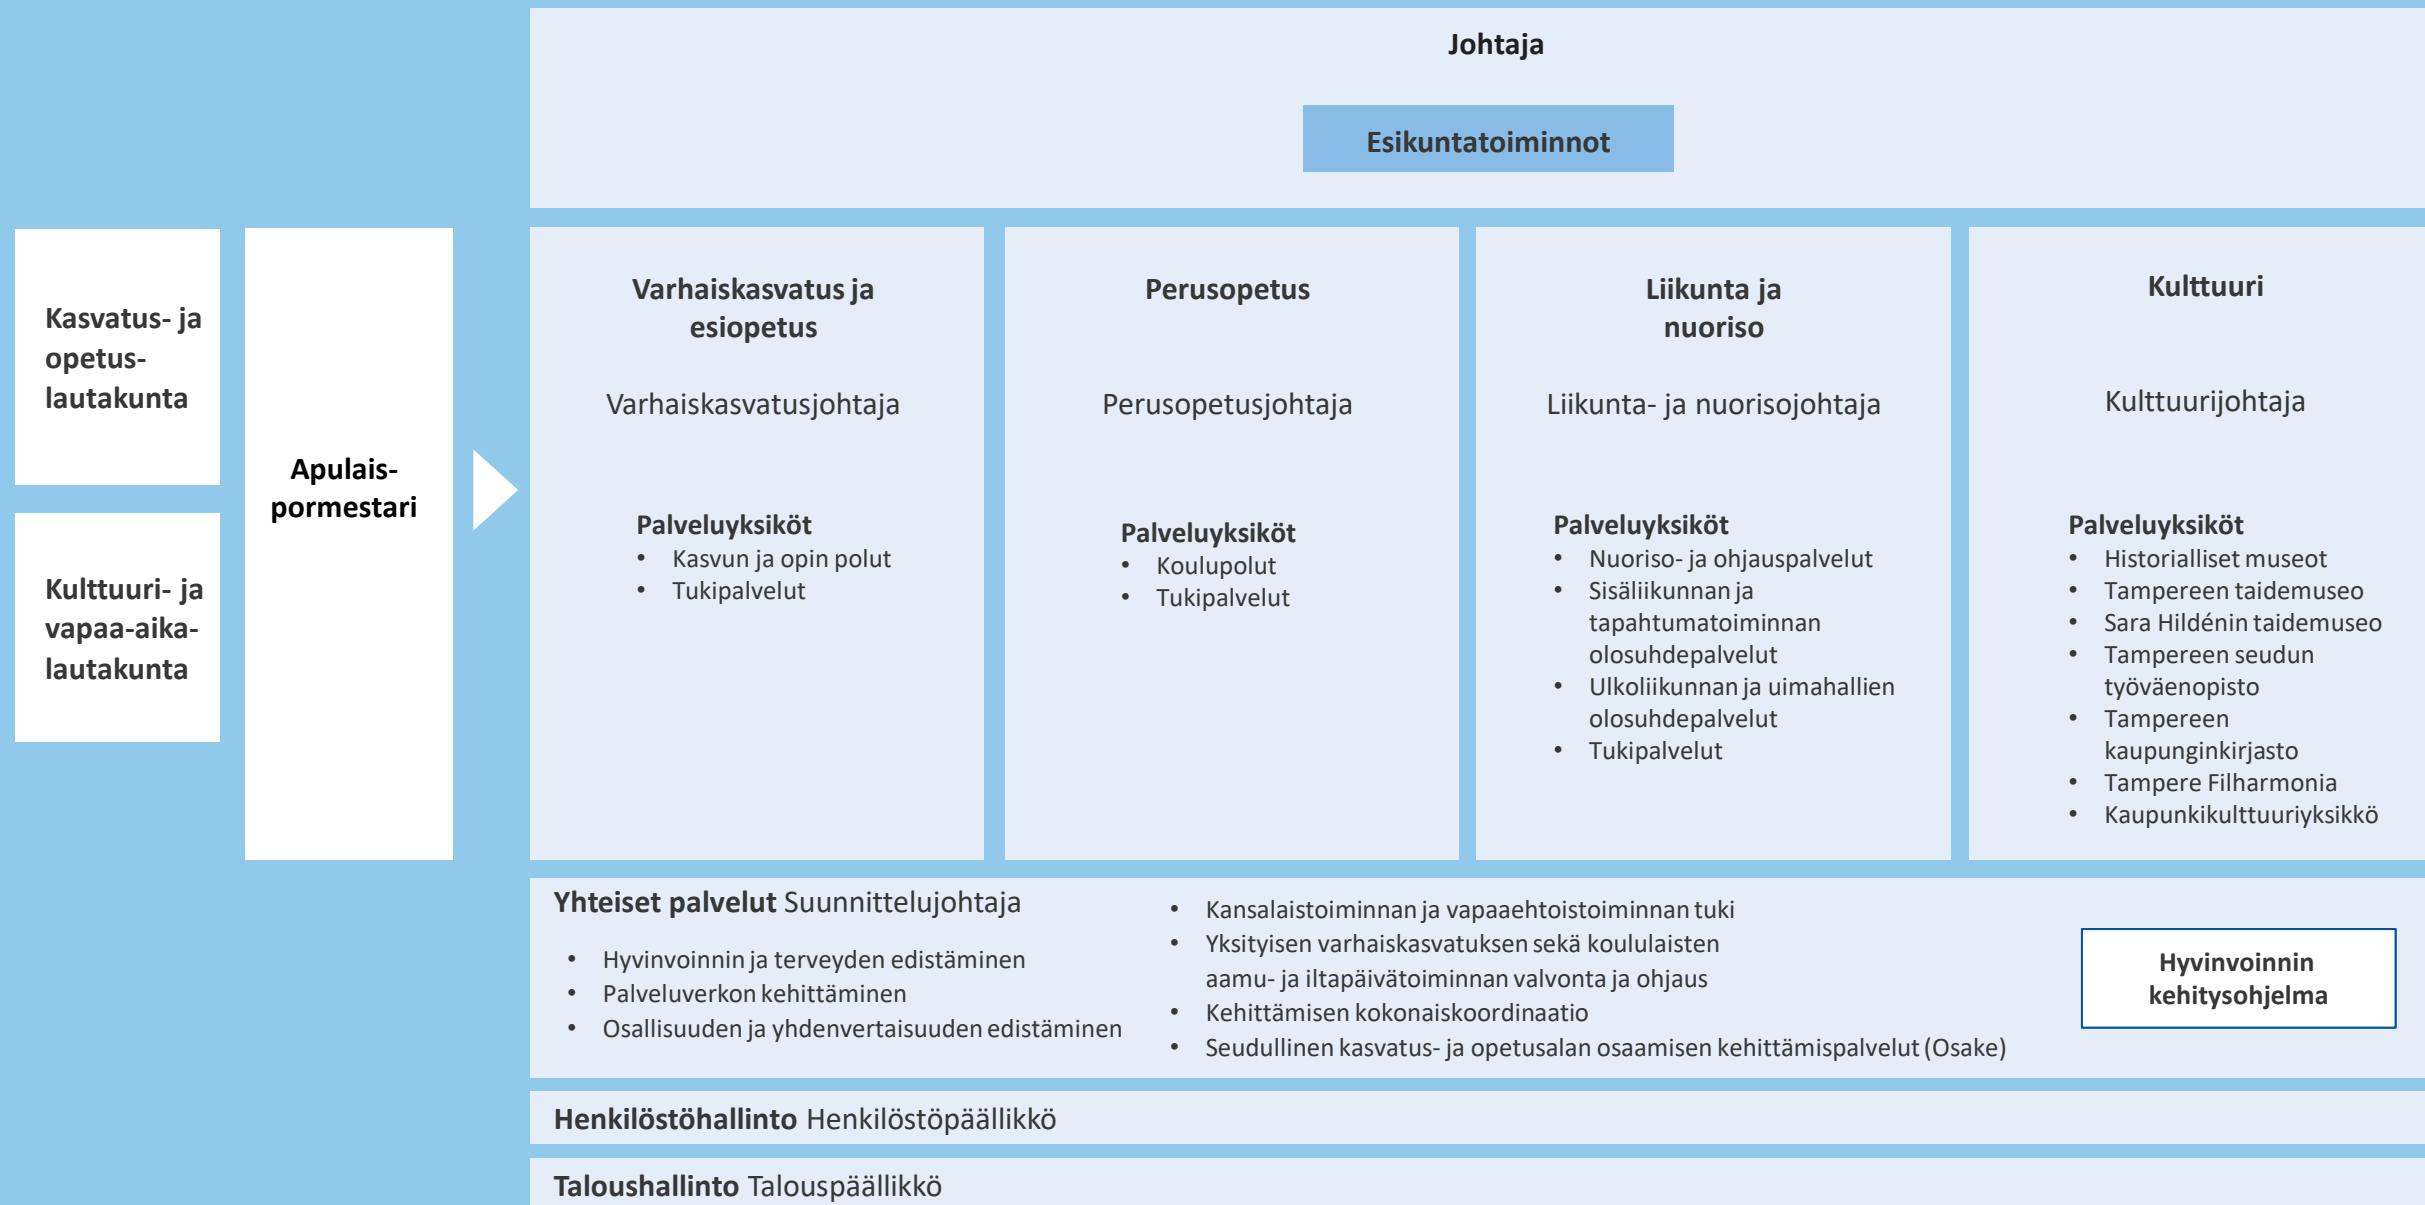 Johtaja
Esikuntatoiminnot
Kasvatus- ja
opetus-
lautakunta
Kulttuuri- ja
vapaa-aika-
lautakunta
Apulais-
pormestari
Varhaiskasvatus ja
esiopetus
Varhaiskasvatusjohtaja
Palveluyksiköt
• Kasvun ja opin polut
• Tukipalvelut
Perusopetus
Perusopetusjohtaja
Palveluyksiköt
• Koulupolut
• Tukipalvelut
Liikunta ja
nuoriso
Liikunta- ja nuorisojohtaja
Palveluyksiköt
• Nuoriso- ja ohjauspalvelut
• Sisäliikunnan ja
tapahtumatoiminnan
olosuhdepalvelut
• Ulkoliikunnan ja uimahallien
olosuhdepalvelut
• Tukipalvelut
Kulttuuri
Kulttuurijohtaja
Palveluyksiköt
• Historialliset museot
• Tampereen taidemuseo
• Sara Hildénin taidemuseo
• Tampereen seudun
työväenopisto
• Tampereen
kaupunginkirjasto
• Tampere Filharmonia
• Kaupunkikulttuuriyksikkö
Yhteiset palvelut Suunnittelujohtaja
• Hyvinvoinnin ja terveyden edistäminen
• Palveluverkon kehittäminen
• Osallisuuden ja yhdenvertaisuuden edistäminen
• Kansalaistoiminnan ja vapaaehtoistoiminnan tuki
• Yksityisen varhaiskasvatuksen sekä koululaisten
aamu- ja iltapäivätoiminnan valvonta ja ohjaus
• Kehittämisen kokonaiskoordinaatio
• Seudullinen kasvatus- ja opetusalan osaamisen kehittämispalvelut (Osake)
Hyvinvoinnin
kehitysohjelma
Henkilöstöhallinto Henkilöstöpäällikkö
Taloushallinto Talouspäällikkö